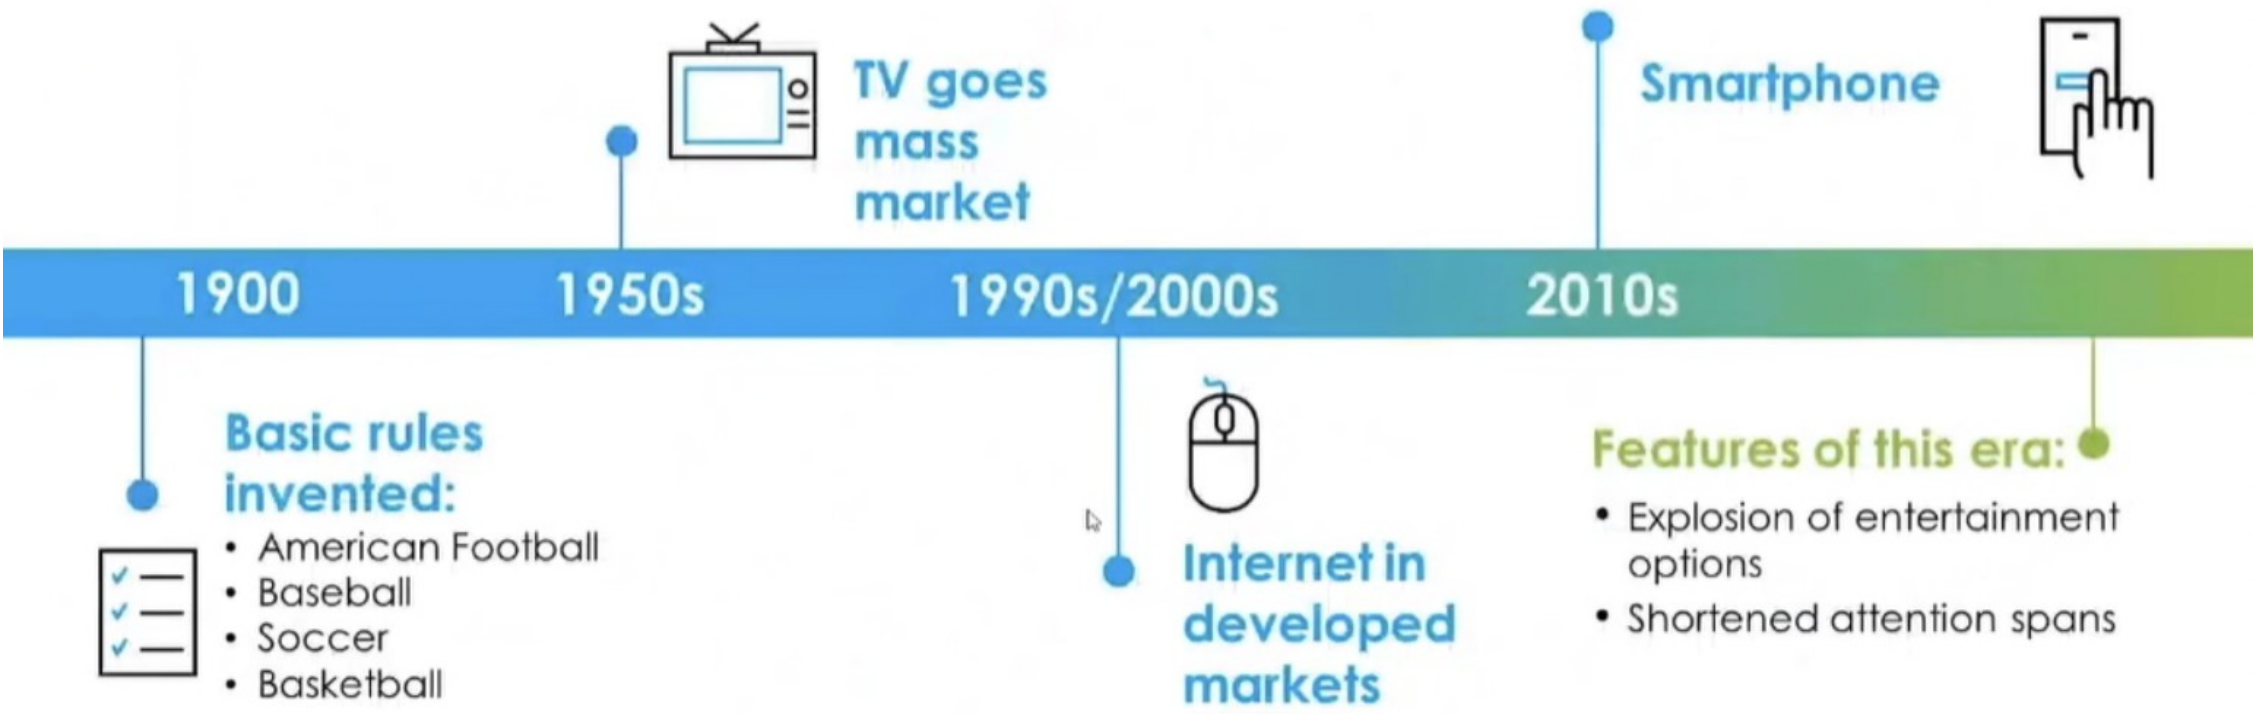 TV goes
mass
market
Smartphone
1900
1950s
1990s/2000s
2010s
Basic rules
invented:
• American Football
• Baseball
• Soccer
• Basketball
Internet in
developed
markets
Features of this era:
• Explosion of entertainment
options
• Shortened attention spans